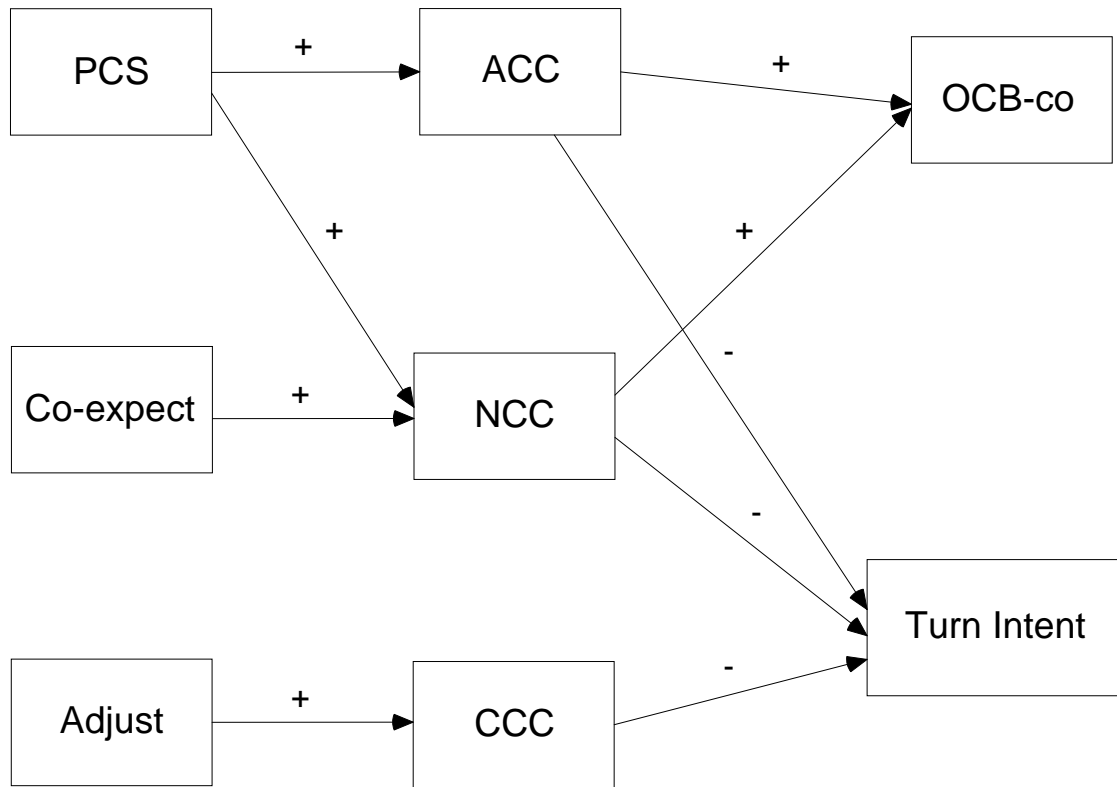 PCS
+
ACC
+
OCB-co
+
+
-
Co-expect
+
NCC
-
Turn Intent
Adjust
+
CCC
-